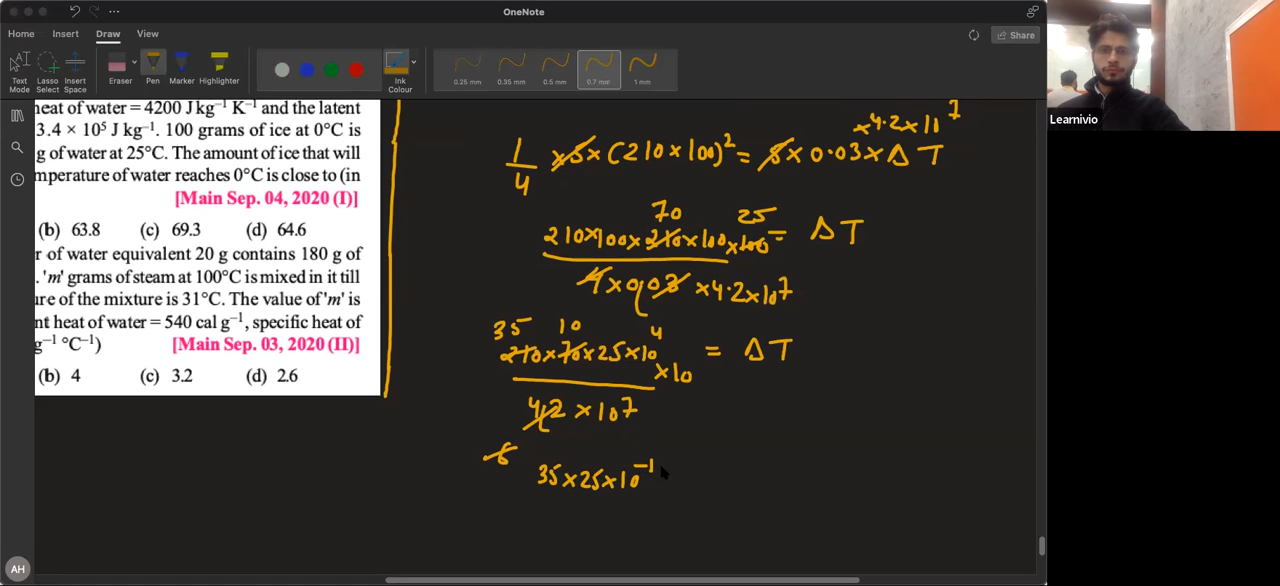 OneNote
Home Insert Draw View
Share
Text Mode
Lasso Select
Insert Space
Eraser
Pen
Marker
Highlighter
Ink Colour
0.25 mm
0.35 mm
0.5 mm
0.7 mm
1 mm
Learnivio
heat of water = 4200 J kg⁻¹ K⁻¹ and the latent
3.4 × 10⁵ J kg⁻¹. 100 grams of ice at 0°C is
g of water at 25°C. The amount of ice that will
mperature of water reaches 0°C is close to (in
[Main Sep. 04, 2020 (I)]
(b) 63.8 (c) 69.3 (d) 64.6
r of water equivalent 20 g contains 180 g of
. 'm' grams of steam at 100°C is mixed in it till
ure of the mixture is 31°C. The value of 'm' is
nt heat of water = 540 cal g⁻¹, specific heat of
g⁻¹ °C⁻¹) [Main Sep. 03, 2020 (II)]
(b) 4 (c) 3.2 (d) 2.6
×4.2×10⁷
1/4 ×5×(210×100)² = 5×0.03×ΔT
70 25
210×100×210×100×100 = ΔT
4×0.03×4.2×10⁷
35 10
210×70×25×10⁴×10 = ΔT
4.2×10⁷
6
35×25×10⁻¹
AH